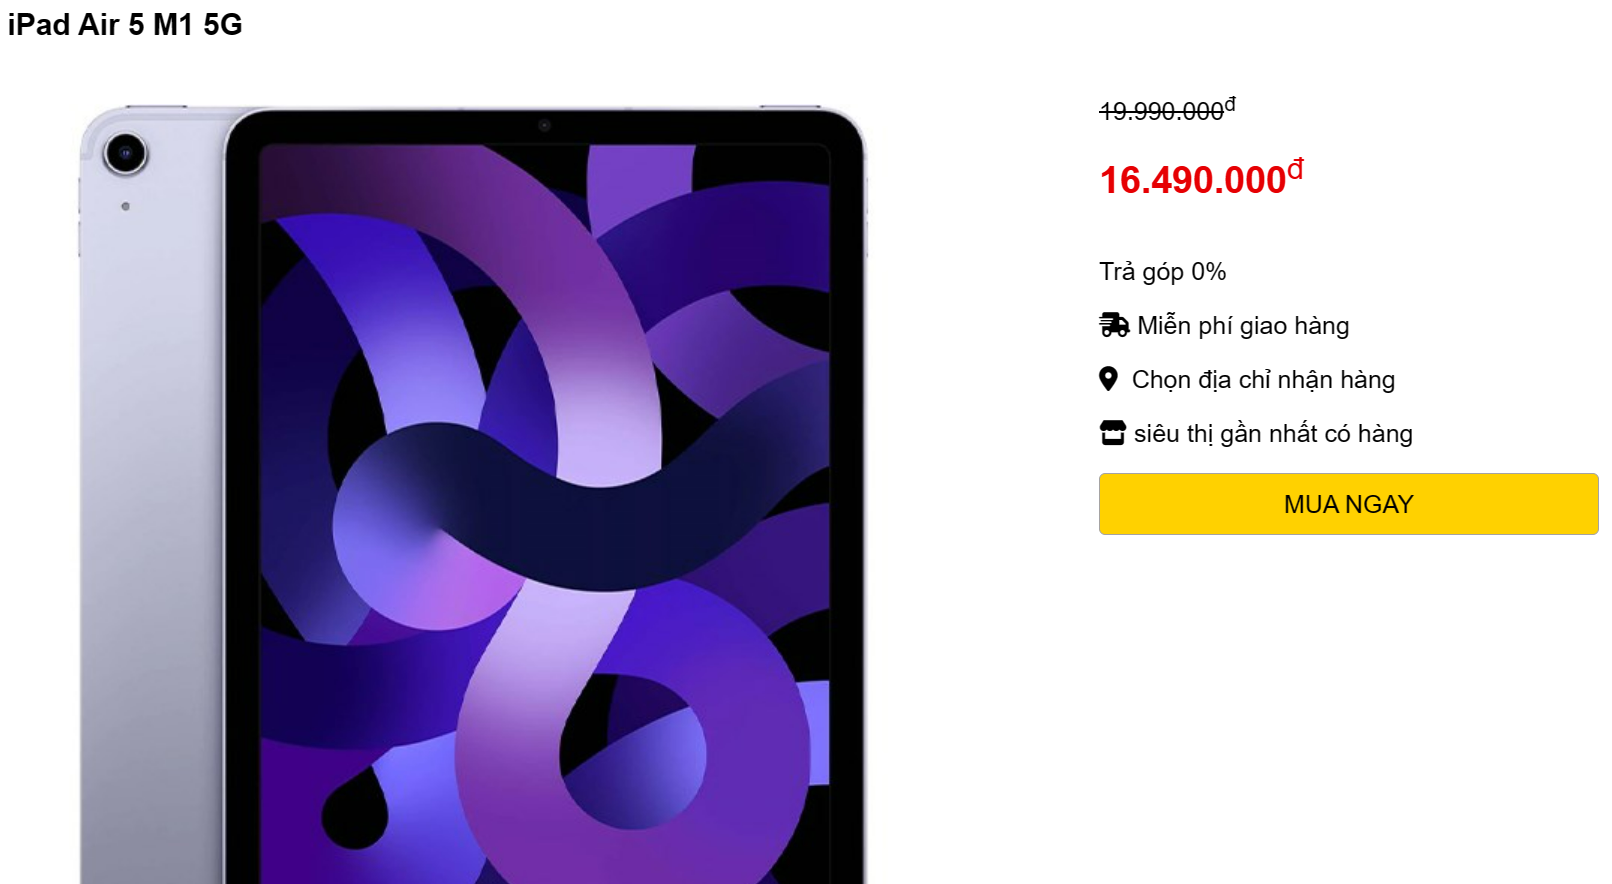 iPad Air 5 M1 5G
19.990.000đ
16.490.000đ
Trả góp 0%
Miễn phí giao hàng
Chọn địa chỉ nhận hàng
siêu thị gần nhất có hàng
MUA NGAY